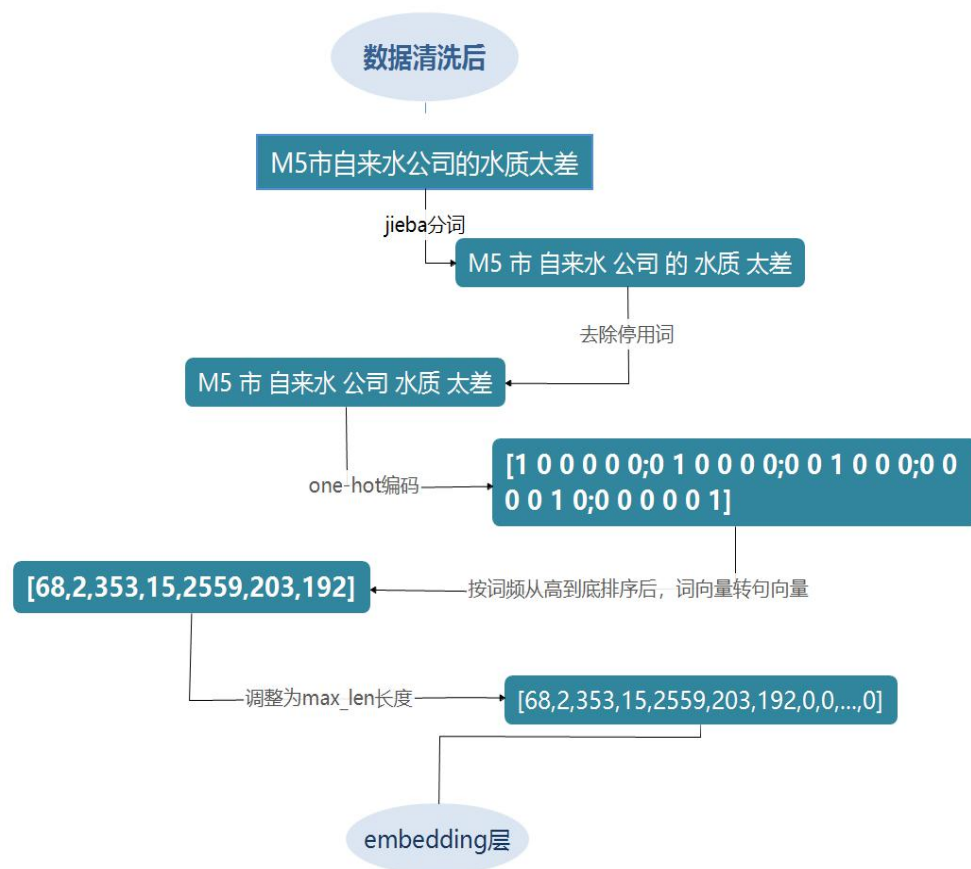 数据清洗后
M5市自来水公司的水质太差
jieba分词
M5 市 自来水 公司 的 水质 太差
去除停用词
M5 市 自来水 公司 水质 太差
[1 0 0 0 0 0;0 1 0 0 0 0;0 0 1 0 0 0;0 0
0 0 1 0;0 0 0 0 0 1]
one-hot编码
[68,2,353,15,2559,203,192]
按词频从高到底排序后，词向量转句向量
调整为max_len长度
[68,2,353,15,2559,203,192,0,0,...,0]
embedding层